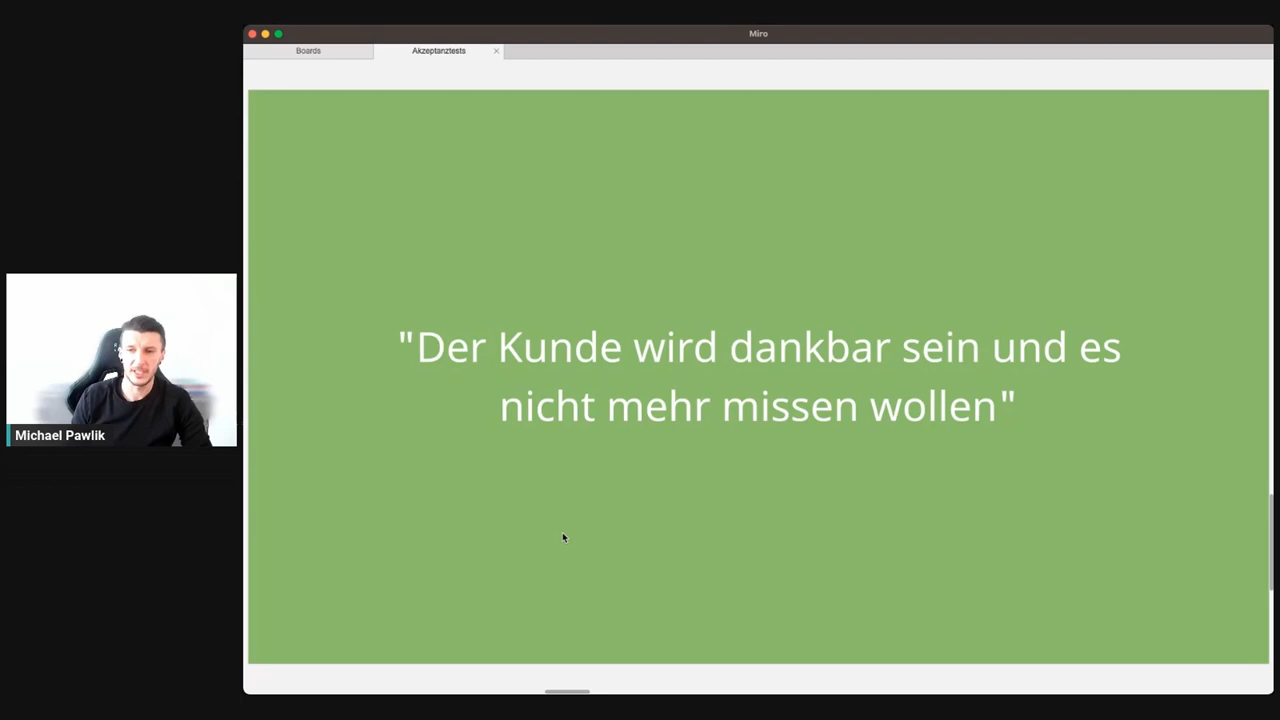 Miro
Boards
Akzeptanztests
"Der Kunde wird dankbar sein und es
nicht mehr missen wollen"
Michael Pawlik